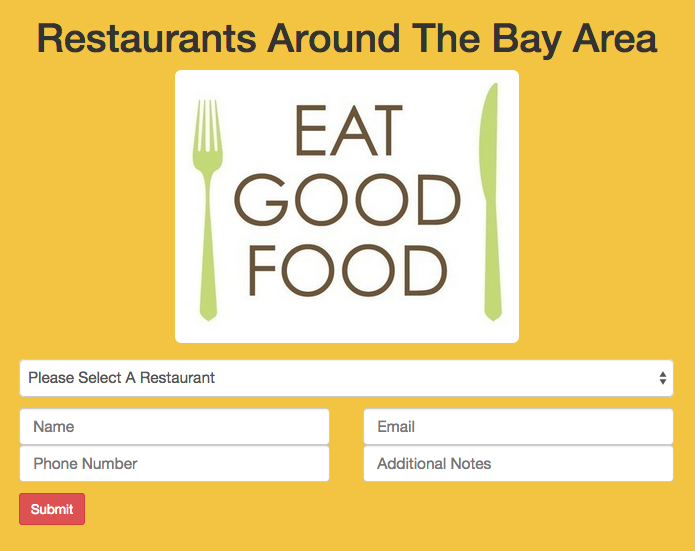 Restaurants Around The Bay Area
EAT
GOOD
FOOD
Please Select A Restaurant
Name
Email
Phone Number
Additional Notes
Submit